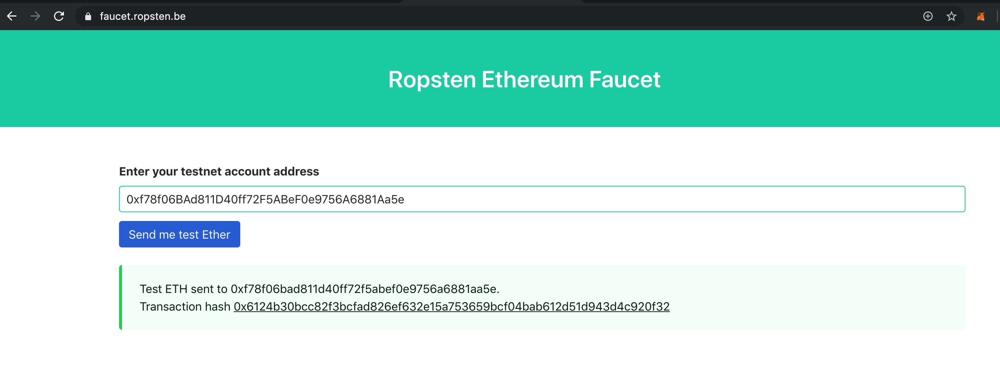 faucet.ropsten.be
Ropsten Ethereum Faucet
Enter your testnet account address
0xf78f06BAd811D40ff72F5ABeF0e9756A6881Aa5e
Send me test Ether
Test ETH sent to 0xf78f06bad811d40ff72f5abef0e9756a6881aa5e.
Transaction hash 0x6124b30bcc82f3bcfad826ef632e15a753659bcf04bab612d51d943d4c920f32